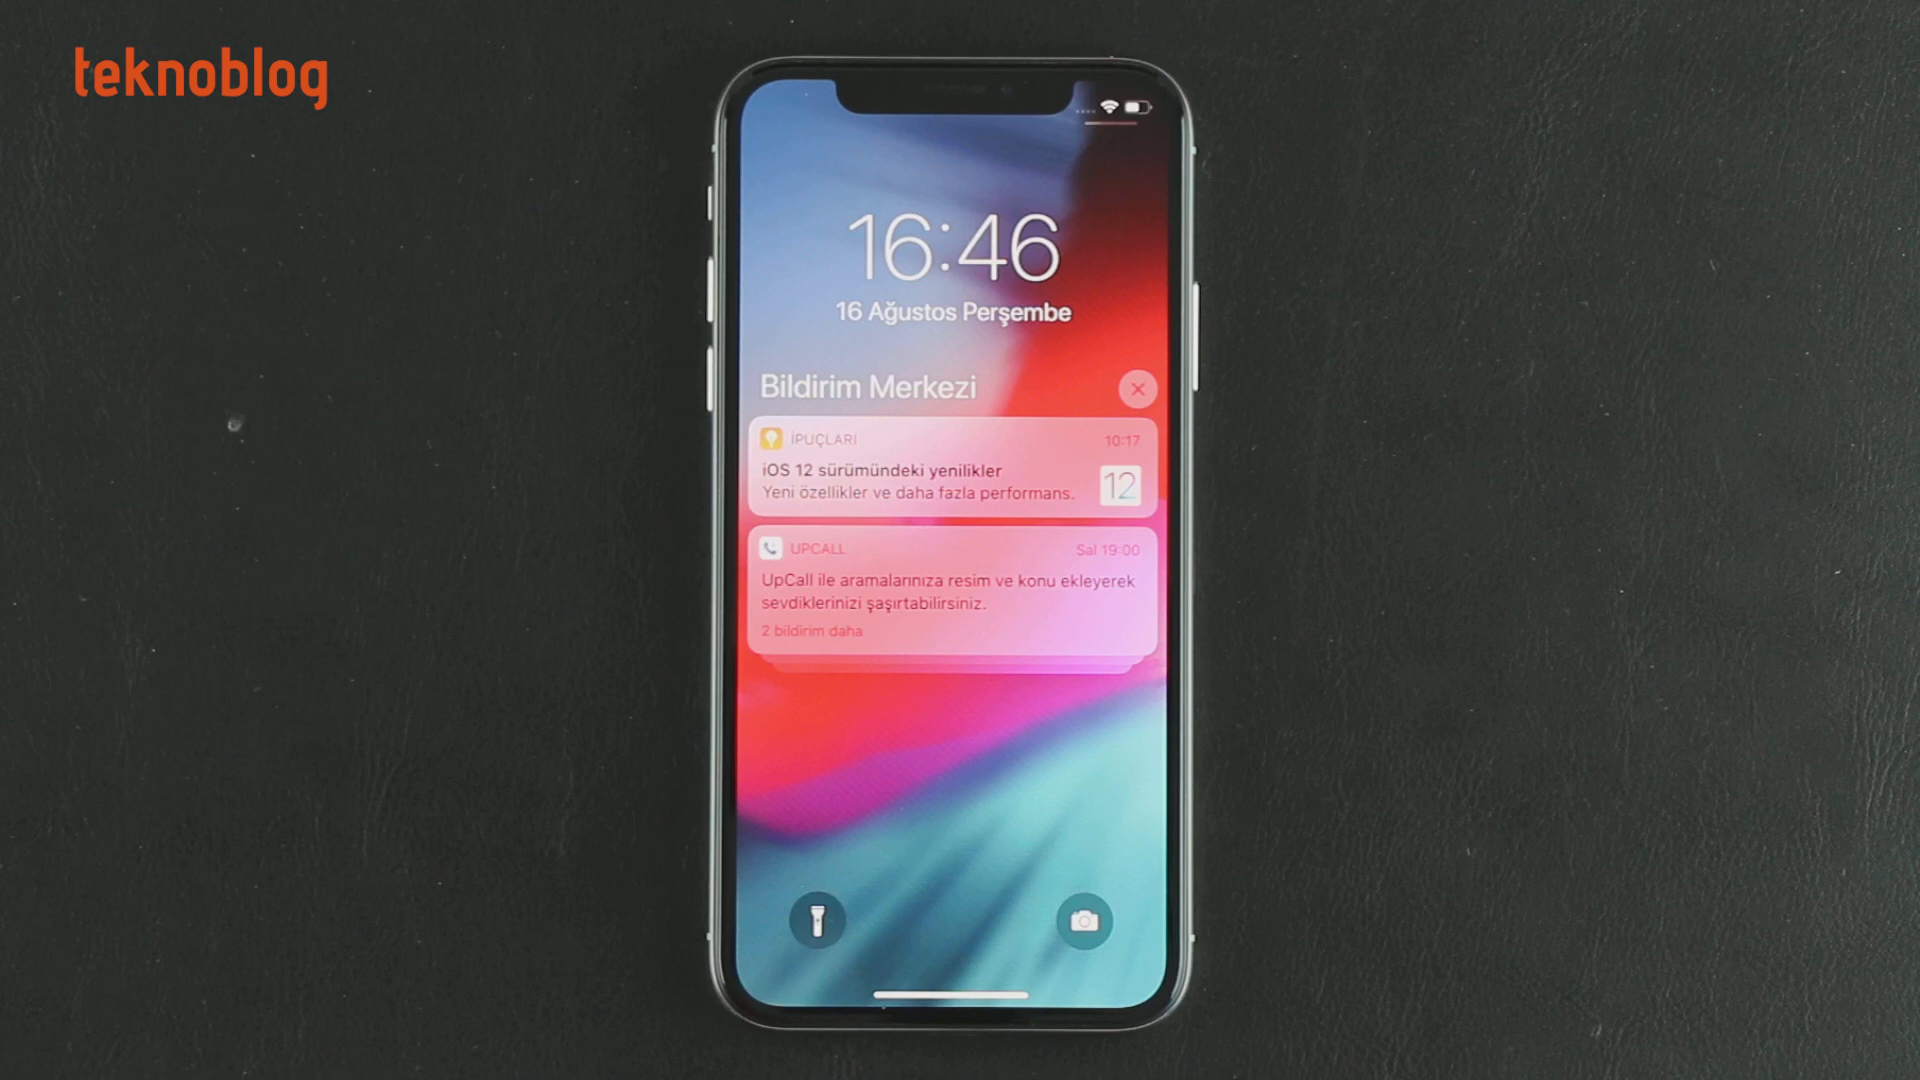 teknoblog
16:46
16 Ağustos Perşembe
Bildirim Merkezi
İPUÇLARI 10:17
iOS 12 sürümündeki yenilikler
Yeni özellikler ve daha fazla performans.
12
UPCALL Sal 19:00
UpCall ile aramalarınıza resim ve konu ekleyerek
sevdiklerinizi şaşırtabilirsiniz.
2 bildirim daha